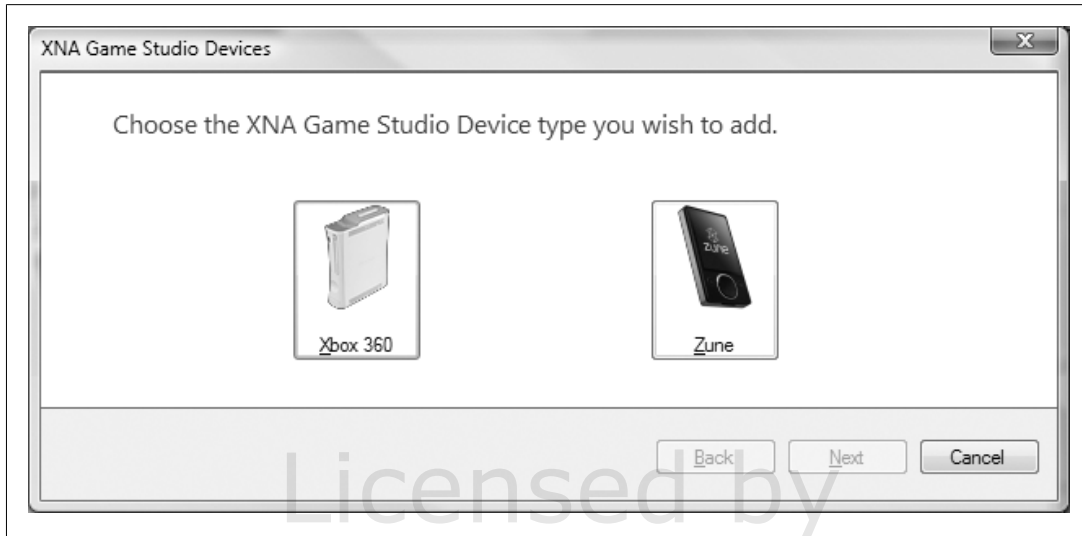 XNA Game Studio Devices
X
Choose the XNA Game Studio Device type you wish to add.
zune
Xbox 360
Zune
Back
Next
Cancel
Licensed by